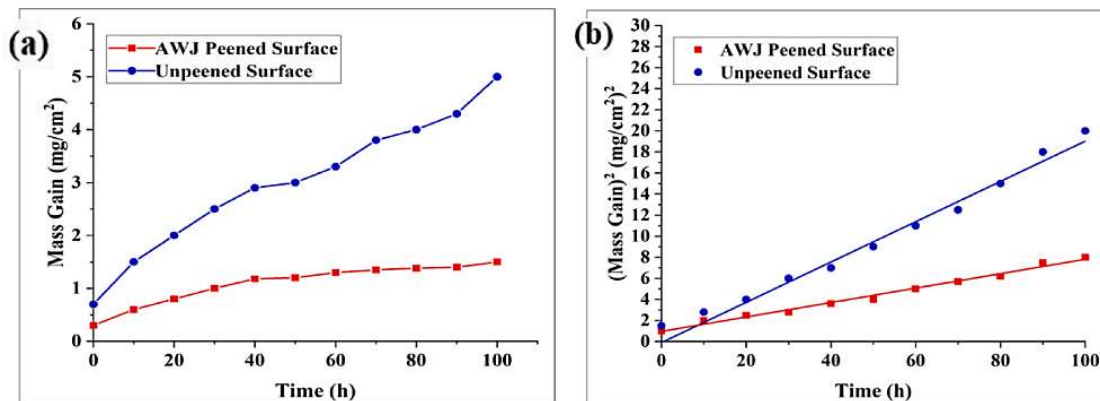 (a)
AWJ Peened Surface
Unpeened Surface
Mass Gain (mg/cm²)
6
5
4
3
2
1
0
0 20 40 60 80 100
Time (h)
(b)
AWJ Peened Surface
Unpeened Surface
(Mass Gain)² (mg/cm²)²
30
28
26
24
22
20
18
16
14
12
10
8
6
4
2
0
0 20 40 60 80 100
Time (h)